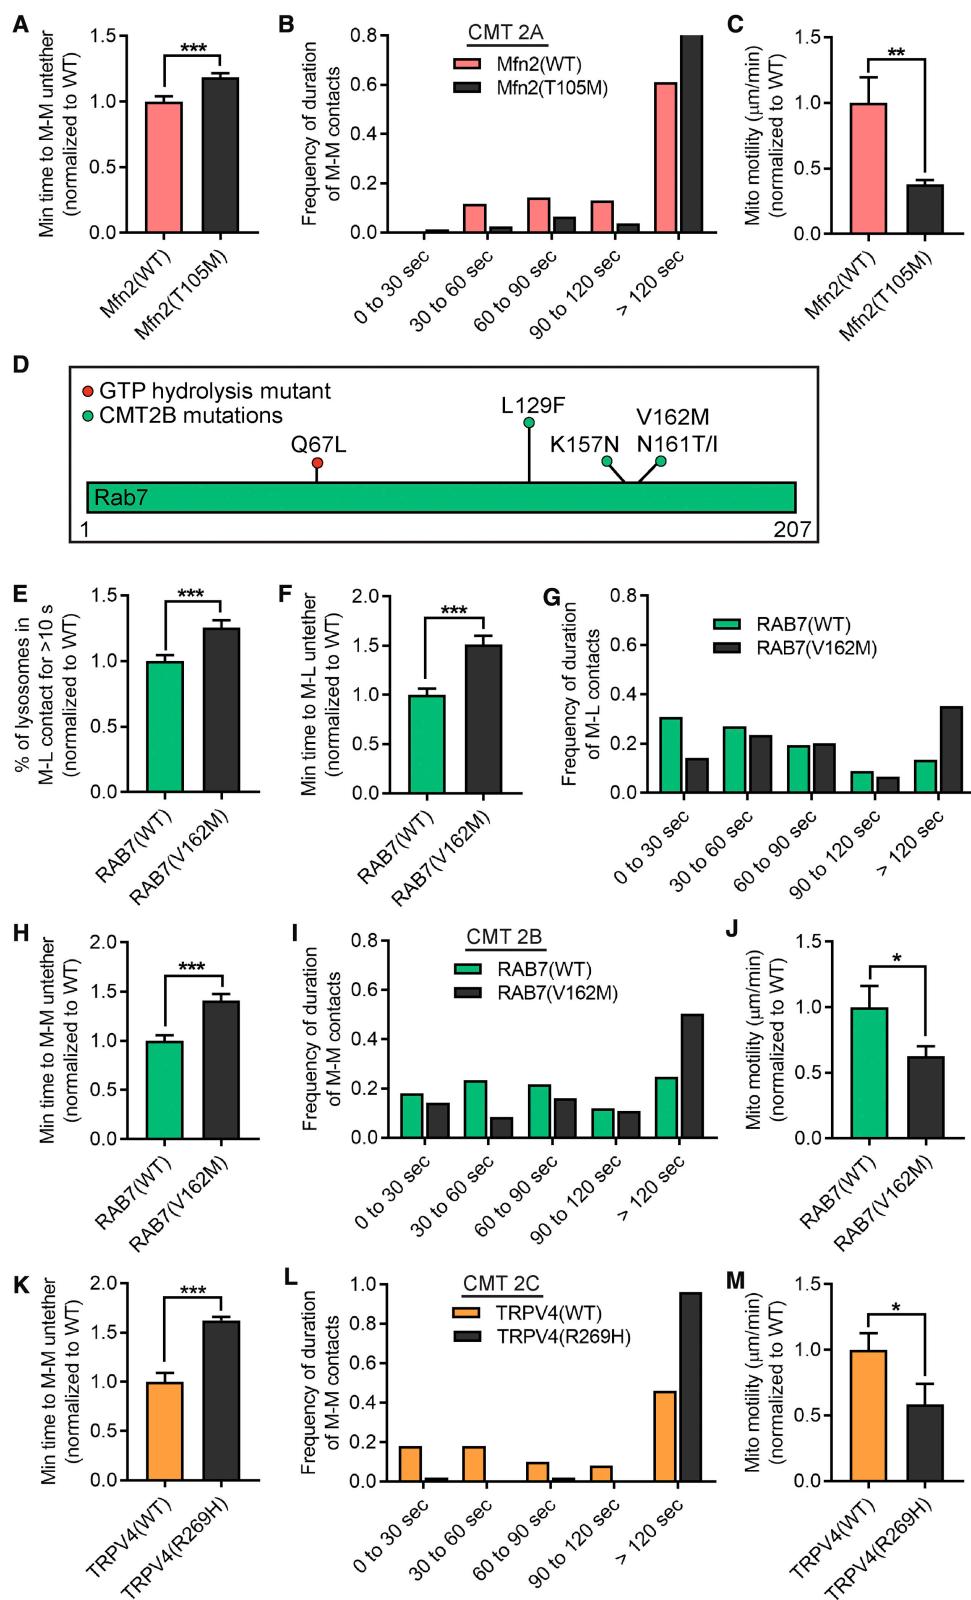 A
Min time to M-M untether
(normalized to WT)
1.5
1.0
0.5
0.0
***
Mfn2(WT)
Mfn2(T105M)
B
CMT 2A
Mfn2(WT)
Mfn2(T105M)
Frequency of duration
of M-M contacts
0.8
0.6
0.4
0.2
0.0
0 to 30 sec
30 to 60 sec
60 to 90 sec
90 to 120 sec
> 120 sec
C
Mito motility (μm/min)
(normalized to WT)
1.5
1.0
0.5
0.0
**
Mfn2(WT)
Mfn2(T105M)
D
GTP hydrolysis mutant
CMT2B mutations
Q67L
L129F
K157N
V162M
N161T/I
Rab7
1
207
E
% of lysosomes in
M-L contact for >10 s
(normalized to WT)
1.5
1.0
0.5
0.0
***
RAB7(WT)
RAB7(V162M)
F
Min time to M-L untether
(normalized to WT)
2.0
1.5
1.0
0.5
0.0
***
RAB7(WT)
RAB7(V162M)
G
Frequency of duration
of M-L contacts
0.8
0.6
0.4
0.2
0.0
RAB7(WT)
RAB7(V162M)
0 to 30 sec
30 to 60 sec
60 to 90 sec
90 to 120 sec
> 120 sec
H
Min time to M-M untether
(normalized to WT)
2.0
1.5
1.0
0.5
0.0
***
RAB7(WT)
RAB7(V162M)
I
CMT 2B
RAB7(WT)
RAB7(V162M)
Frequency of duration
of M-M contacts
0.8
0.6
0.4
0.2
0.0
0 to 30 sec
30 to 60 sec
60 to 90 sec
90 to 120 sec
> 120 sec
J
Mito motility (μm/min)
(normalized to WT)
1.5
1.0
0.5
0.0
*
RAB7(WT)
RAB7(V162M)
K
Min time to M-M untether
(normalized to WT)
2.0
1.5
1.0
0.5
0.0
***
TRPV4(WT)
TRPV4(R269H)
L
CMT 2C
TRPV4(WT)
TRPV4(R269H)
Frequency of duration
of M-M contacts
1.0
0.8
0.6
0.4
0.2
0.0
0 to 30 sec
30 to 60 sec
60 to 90 sec
90 to 120 sec
> 120 sec
M
Mito motility (μm/min)
(normalized to WT)
1.5
1.0
0.5
0.0
*
TRPV4(WT)
TRPV4(R269H)